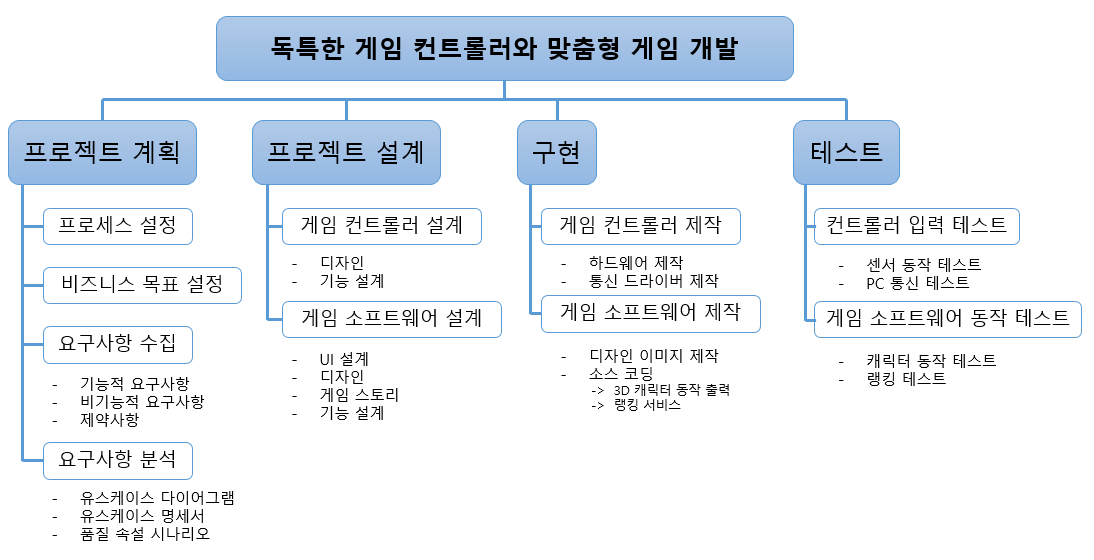 독특한 게임 컨트롤러와 맞춤형 게임 개발
프로젝트 계획
프로세스 설정
비즈니스 목표 설정
요구사항 수집
- 기능적 요구사항
- 비기능적 요구사항
- 제약사항
요구사항 분석
- 유스케이스 다이어그램
- 유스케이스 명세서
- 품질 속설 시나리오
프로젝트 설계
게임 컨트롤러 설계
- 디자인
- 기능 설계
게임 소프트웨어 설계
- UI 설계
- 디자인
- 게임 스토리
- 기능 설계
구현
게임 컨트롤러 제작
- 하드웨어 제작
- 통신 드라이버 제작
게임 소프트웨어 제작
- 디자인 이미지 제작
- 소스 코딩
-> 3D 캐릭터 동작 출력
-> 랭킹 서비스
테스트
컨트롤러 입력 테스트
- 센서 동작 테스트
- PC 통신 테스트
게임 소프트웨어 동작 테스트
- 캐릭터 동작 테스트
- 랭킹 테스트